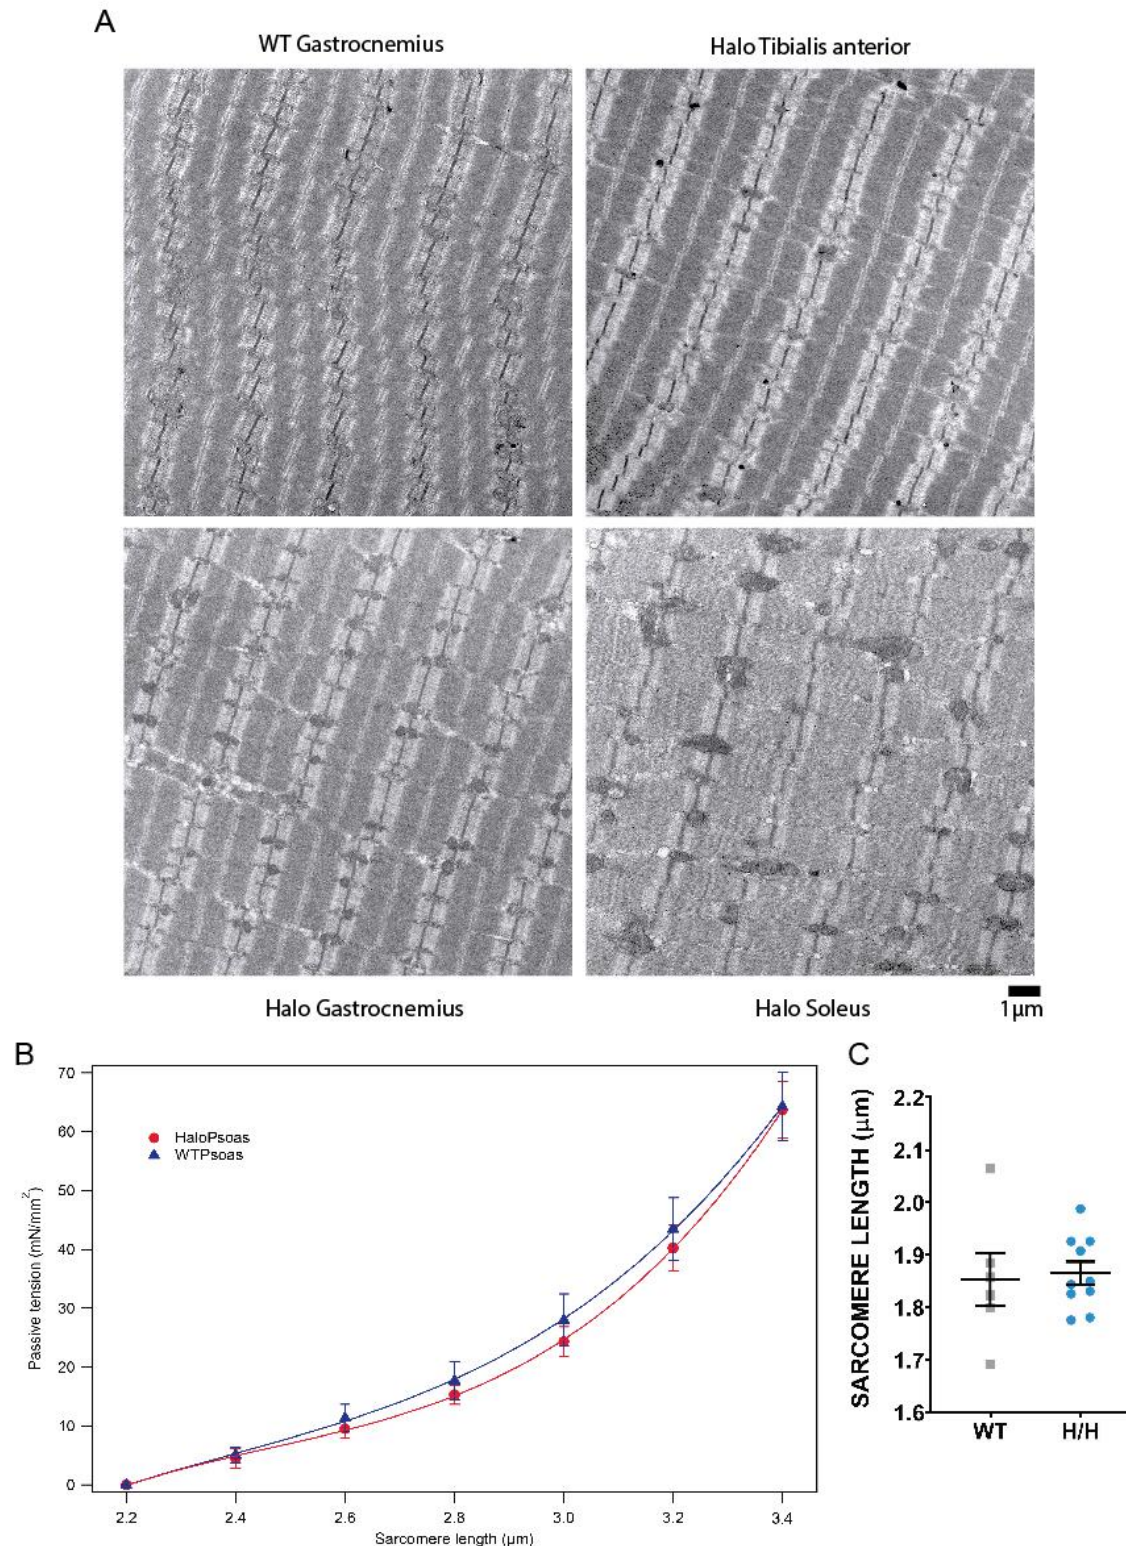 A
WT Gastrocnemius
Halo Tibialis anterior
Halo Gastrocnemius
Halo Soleus
1µm
B
70
60
50
40
30
20
10
0
Passive tension (mN/mm²)
HaloPsoas
WTPsoas
2.2
2.4
2.6
2.8
3.0
3.2
3.4
Sarcomere length (µm)
C
SARCOMERE LENGTH (µm)
2.2
2.1
2.0
1.9
1.8
1.7
1.6
WT
H/H